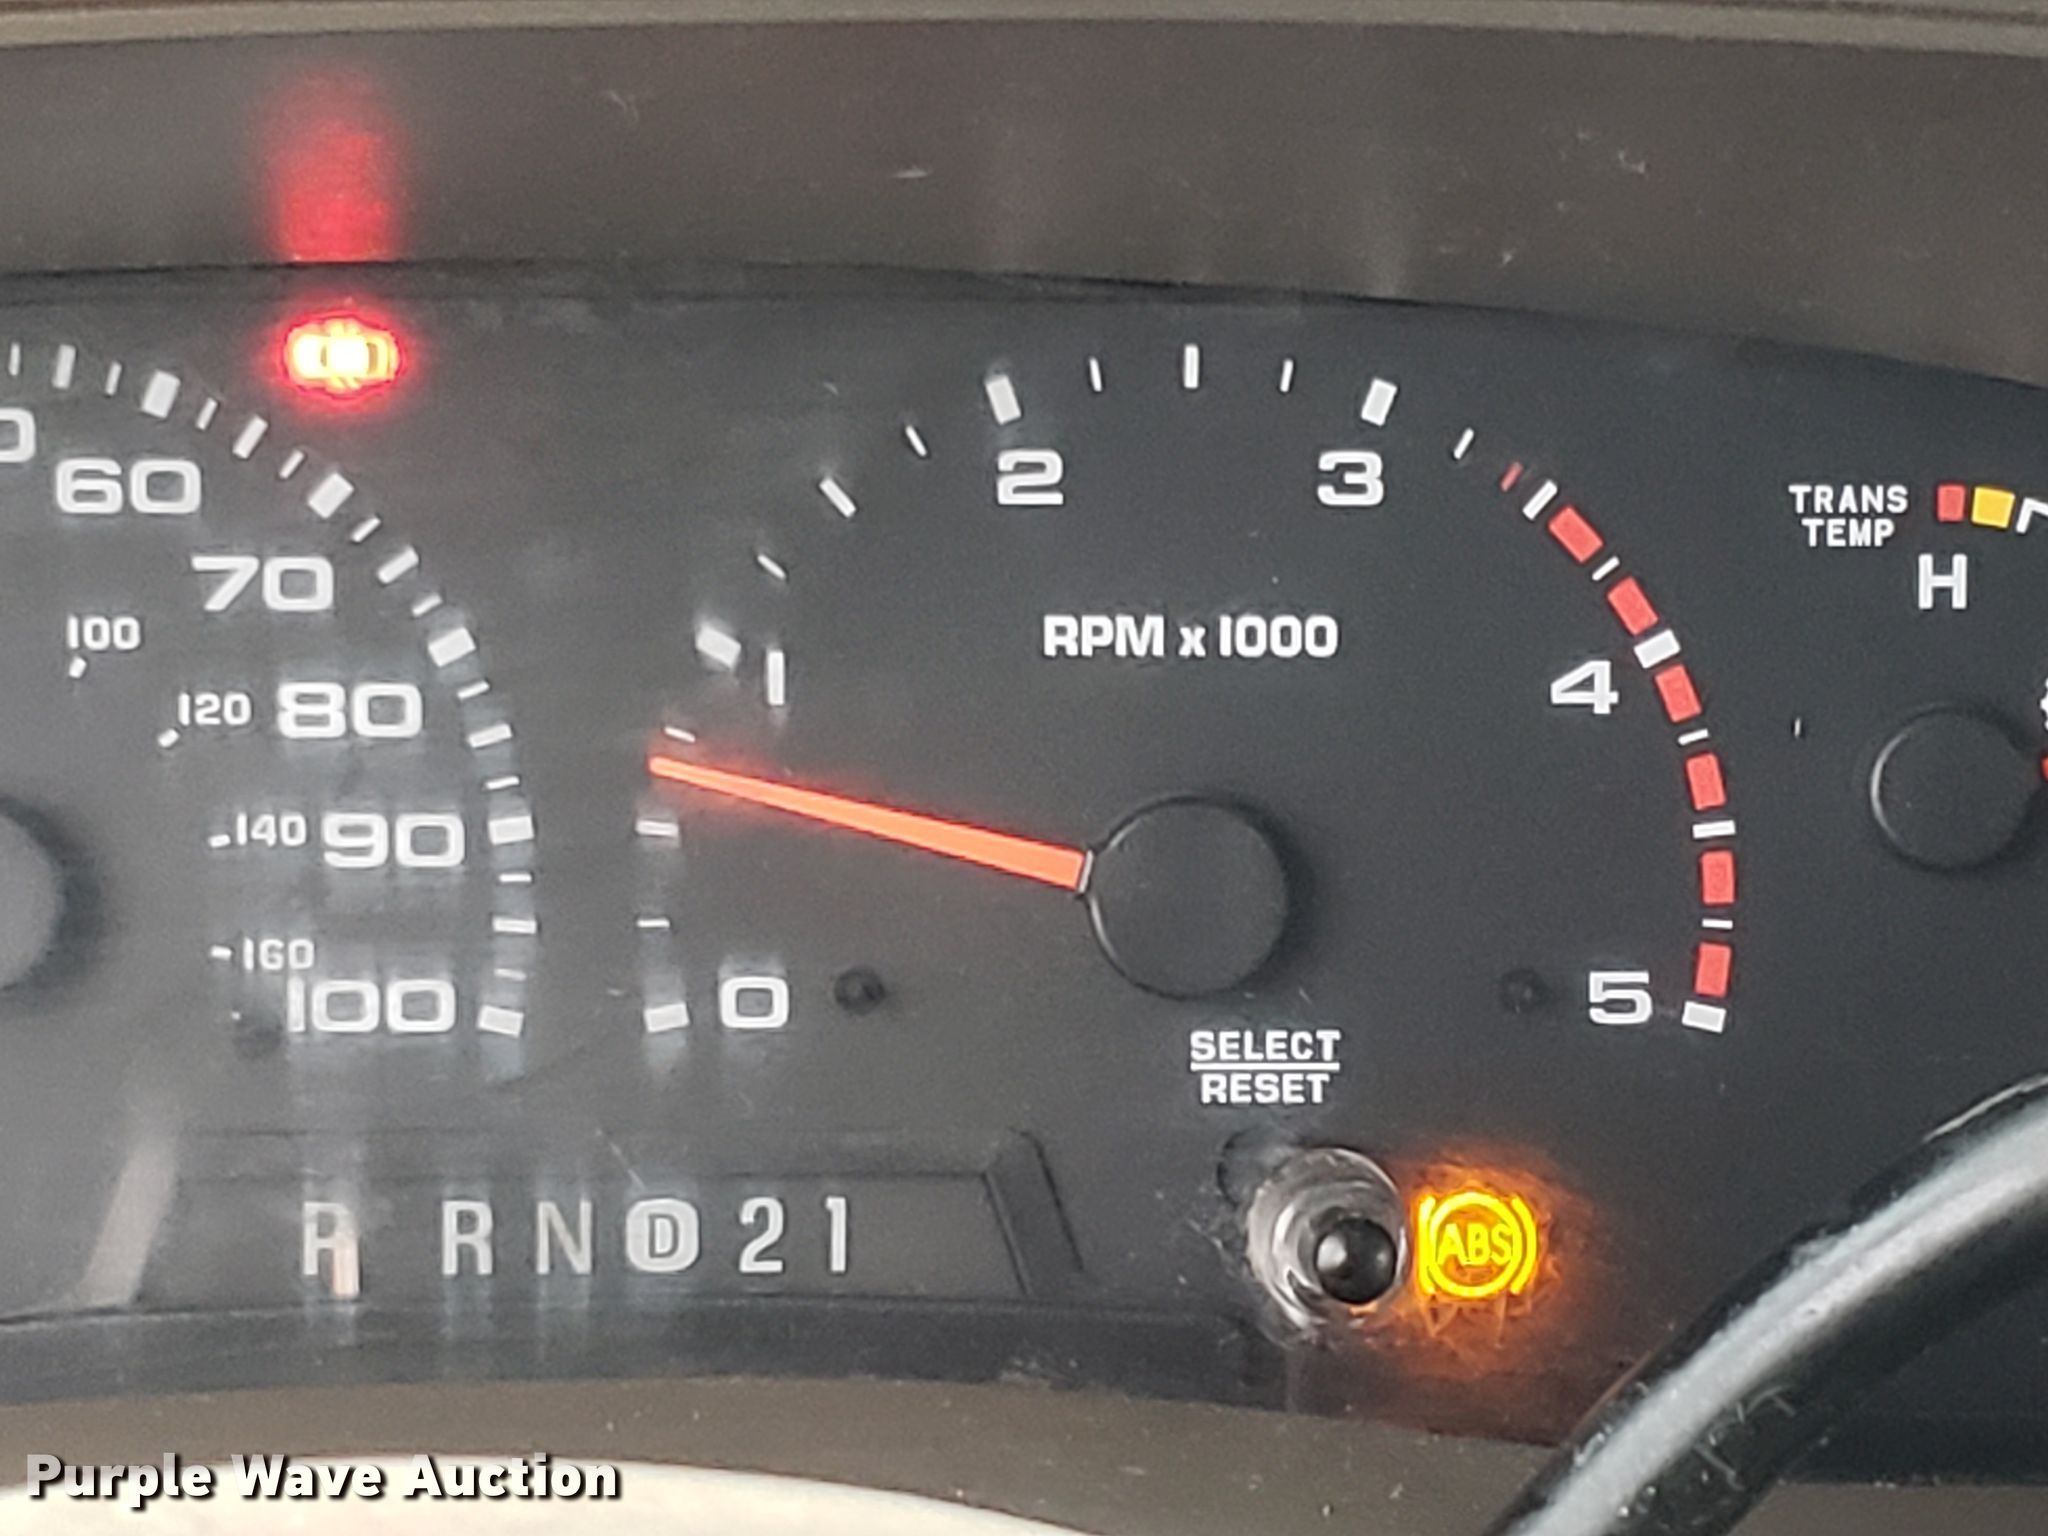 60
70
80
90
100
100
120
140
160
0
1
2
3
4
5
RPM x 1000
TRANS
TEMP
H
SELECT
RESET
P R N D 2 1
ABS
Purple Wave Auction